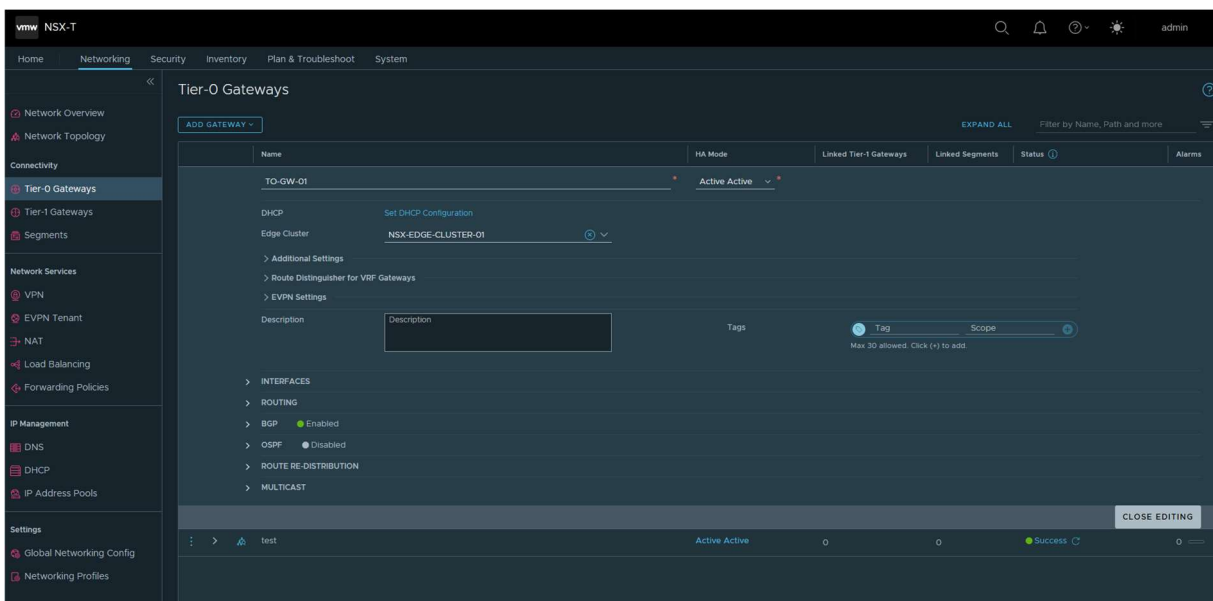 vmw NSX-T admin
Home Networking Security Inventory Plan & Troubleshoot System
Tier-0 Gateways
Network Overview
Network Topology
Connectivity
Tier-0 Gateways
Tier-1 Gateways
Segments
Network Services
VPN
EVPN Tenant
NAT
Load Balancing
Forwarding Policies
IP Management
DNS
DHCP
IP Address Pools
Settings
Global Networking Config
Networking Profiles
ADD GATEWAY EXPAND ALL Filter by Name, Path and more
Name HA Mode Linked Tier-1 Gateways Linked Segments Status Alarms
TO-GW-01 * Active Active *
DHCP Set DHCP Configuration
Edge Cluster NSX-EDGE-CLUSTER-01
> Additional Settings
> Route Distinguisher for VRF Gateways
> EVPN Settings
Description Description Tags Tag Scope
Max 30 allowed. Click (+) to add.
> INTERFACES
> ROUTING
> BGP Enabled
> OSPF Disabled
> ROUTE RE-DISTRIBUTION
> MULTICAST
CLOSE EDITING
test Active Active 0 0 Success 0